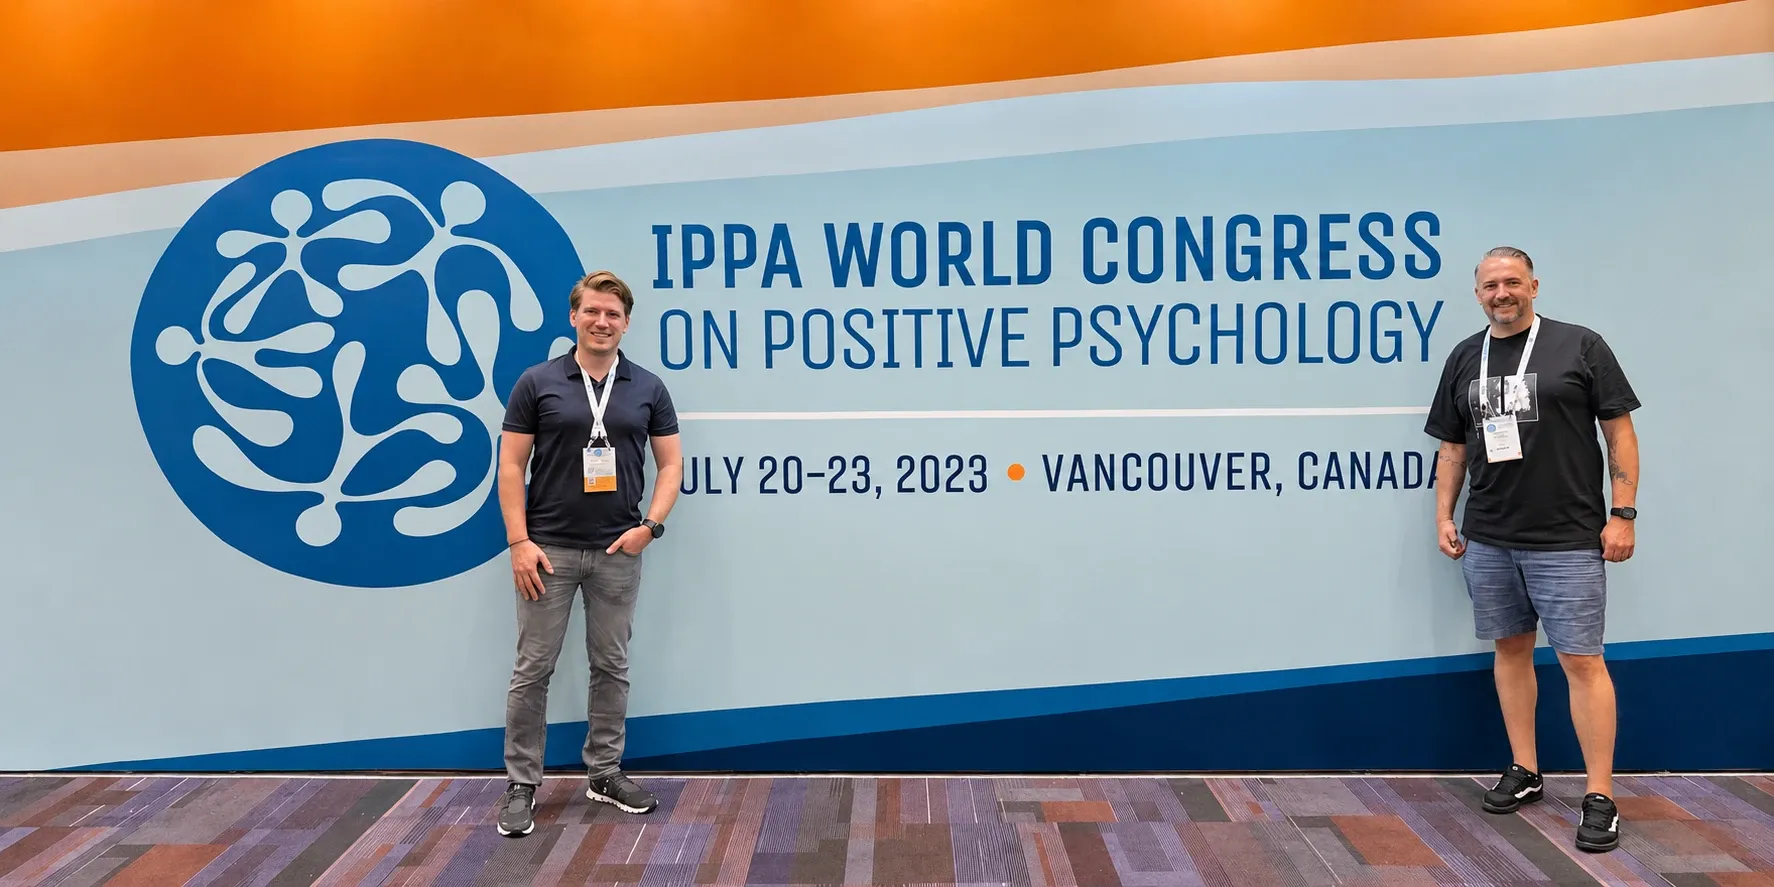 IPPA WORLD CONGRESS
ON POSITIVE PSYCHOLOGY
ULY 20–23, 2023 • VANCOUVER, CANADA